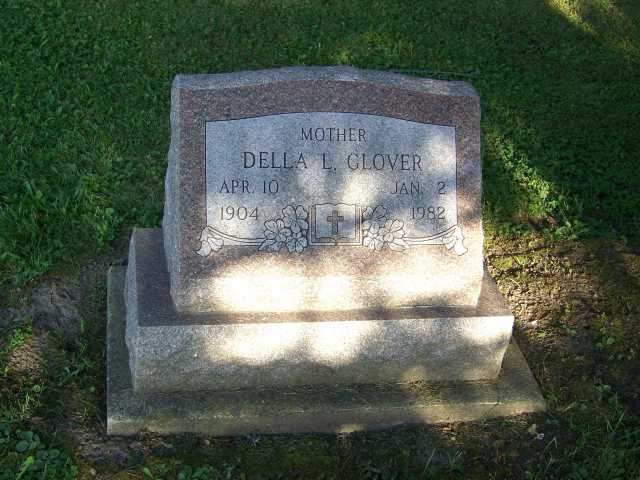 MOTHER
DELLA L. GLOVER
APR. 10 JAN. 2
1904 1982